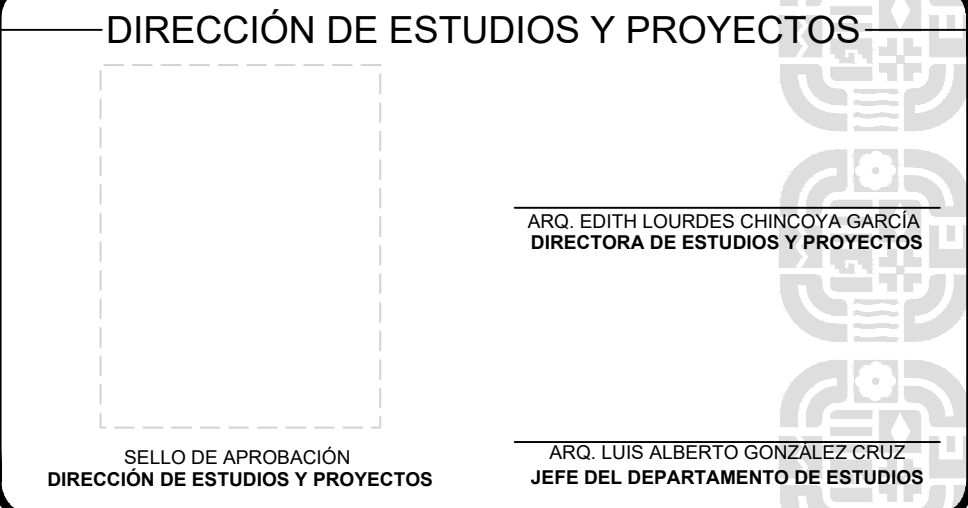 DIRECCIÓN DE ESTUDIOS Y PROYECTOS
ARQ. EDITH LOURDES CHINCOYA GARCÍA
DIRECTORA DE ESTUDIOS Y PROYECTOS
SELLO DE APROBACIÓN
DIRECCIÓN DE ESTUDIOS Y PROYECTOS
ARQ. LUIS ALBERTO GONZÁLEZ CRUZ
JEFE DEL DEPARTAMENTO DE ESTUDIOS